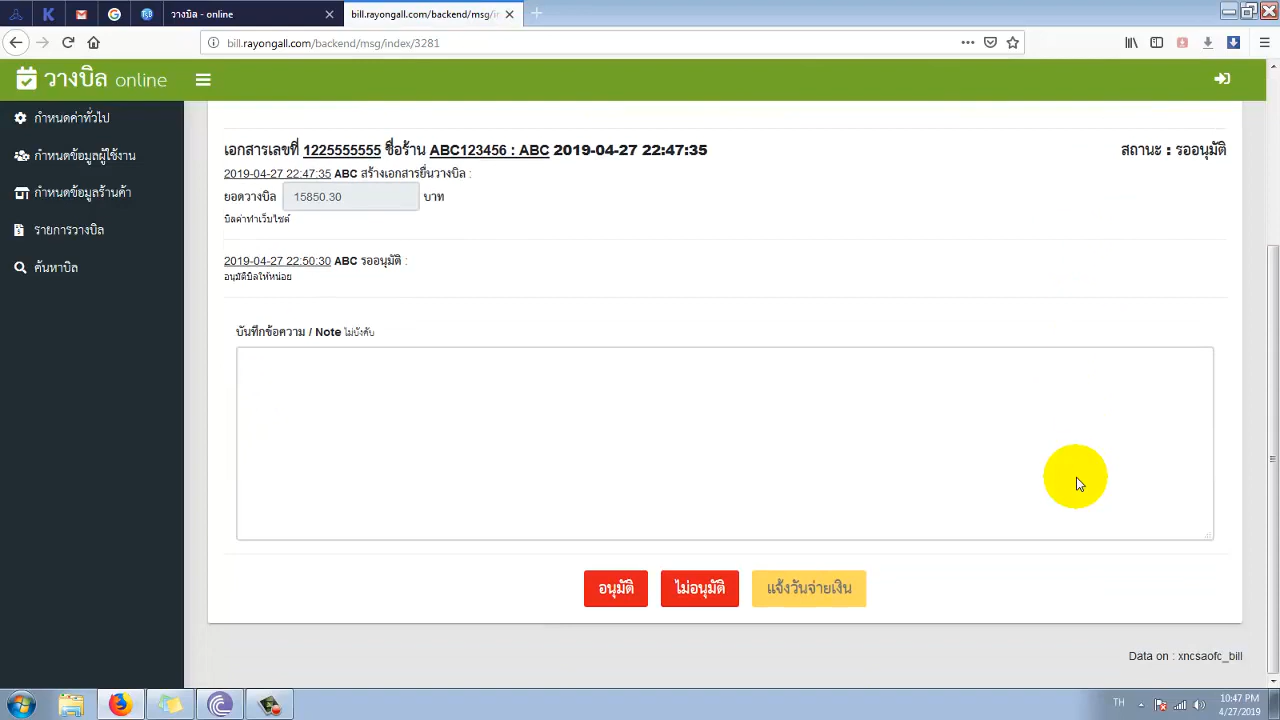 วางบิล - online
bill.rayongall.com/backend/msg/in
bill.rayongall.com/backend/msg/index/3281
วางบิล online
กำหนดค่าทั่วไป
กำหนดข้อมูลผู้ใช้งาน
กำหนดข้อมูลร้านค้า
รายการวางบิล
ค้นหาบิล
เอกสารเลขที่ 1225555555 ชื่อร้าน ABC123456 : ABC 2019-04-27 22:47:35
สถานะ : รออนุมัติ
2019-04-27 22:47:35 ABC สร้างเอกสารยื่นวางบิล :
ยอดวางบิล 15850.30 บาท
บิลค่าทำเว็บไซต์
2019-04-27 22:50:30 ABC รออนุมัติ :
อนุมัติบิลให้หน่อย
บันทึกข้อความ / Note ไม่บังคับ
อนุมัติ ไม่อนุมัติ แจ้งวันจ่ายเงิน
Data on : xncsaofc_bill
TH
10:47 PM
4/27/2019